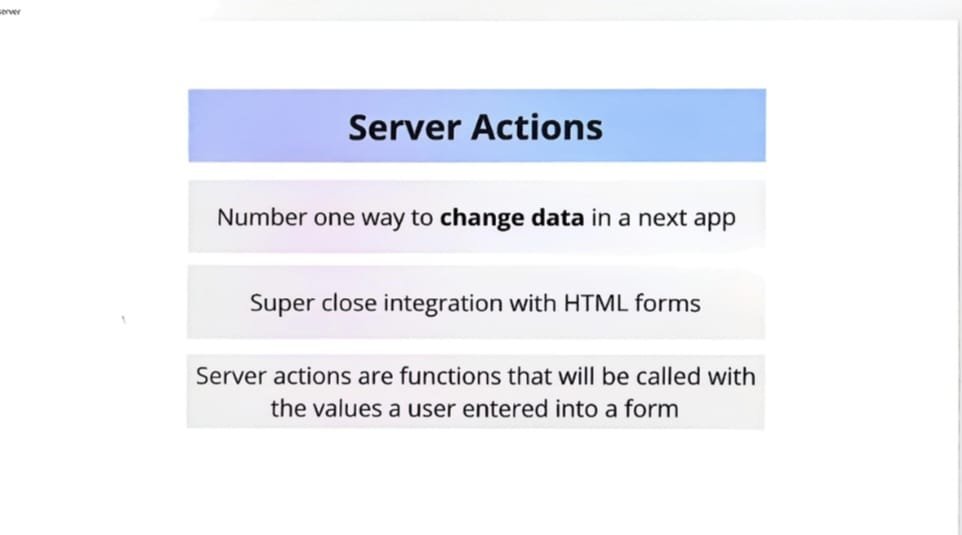 server
Server Actions
Number one way to change data in a next app
Super close integration with HTML forms
Server actions are functions that will be called with
the values a user entered into a form